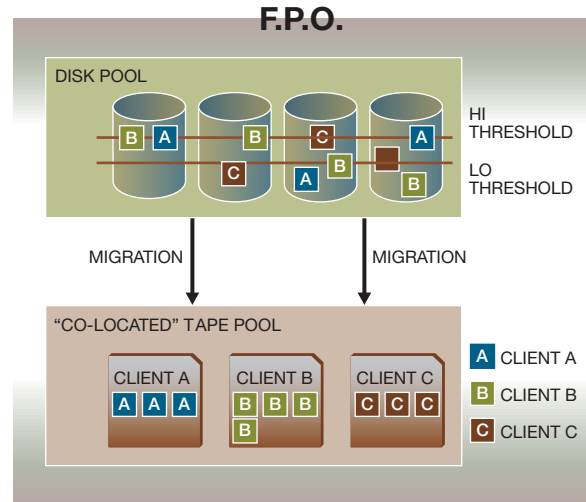 F.P.O.
DISK POOL
B A B C A
HI
THRESHOLD
C A B B
LO
THRESHOLD
MIGRATION MIGRATION
"CO-LOCATED" TAPE POOL
CLIENT A CLIENT B CLIENT C
A A A B B B C C C
B
A CLIENT A
B CLIENT B
C CLIENT C